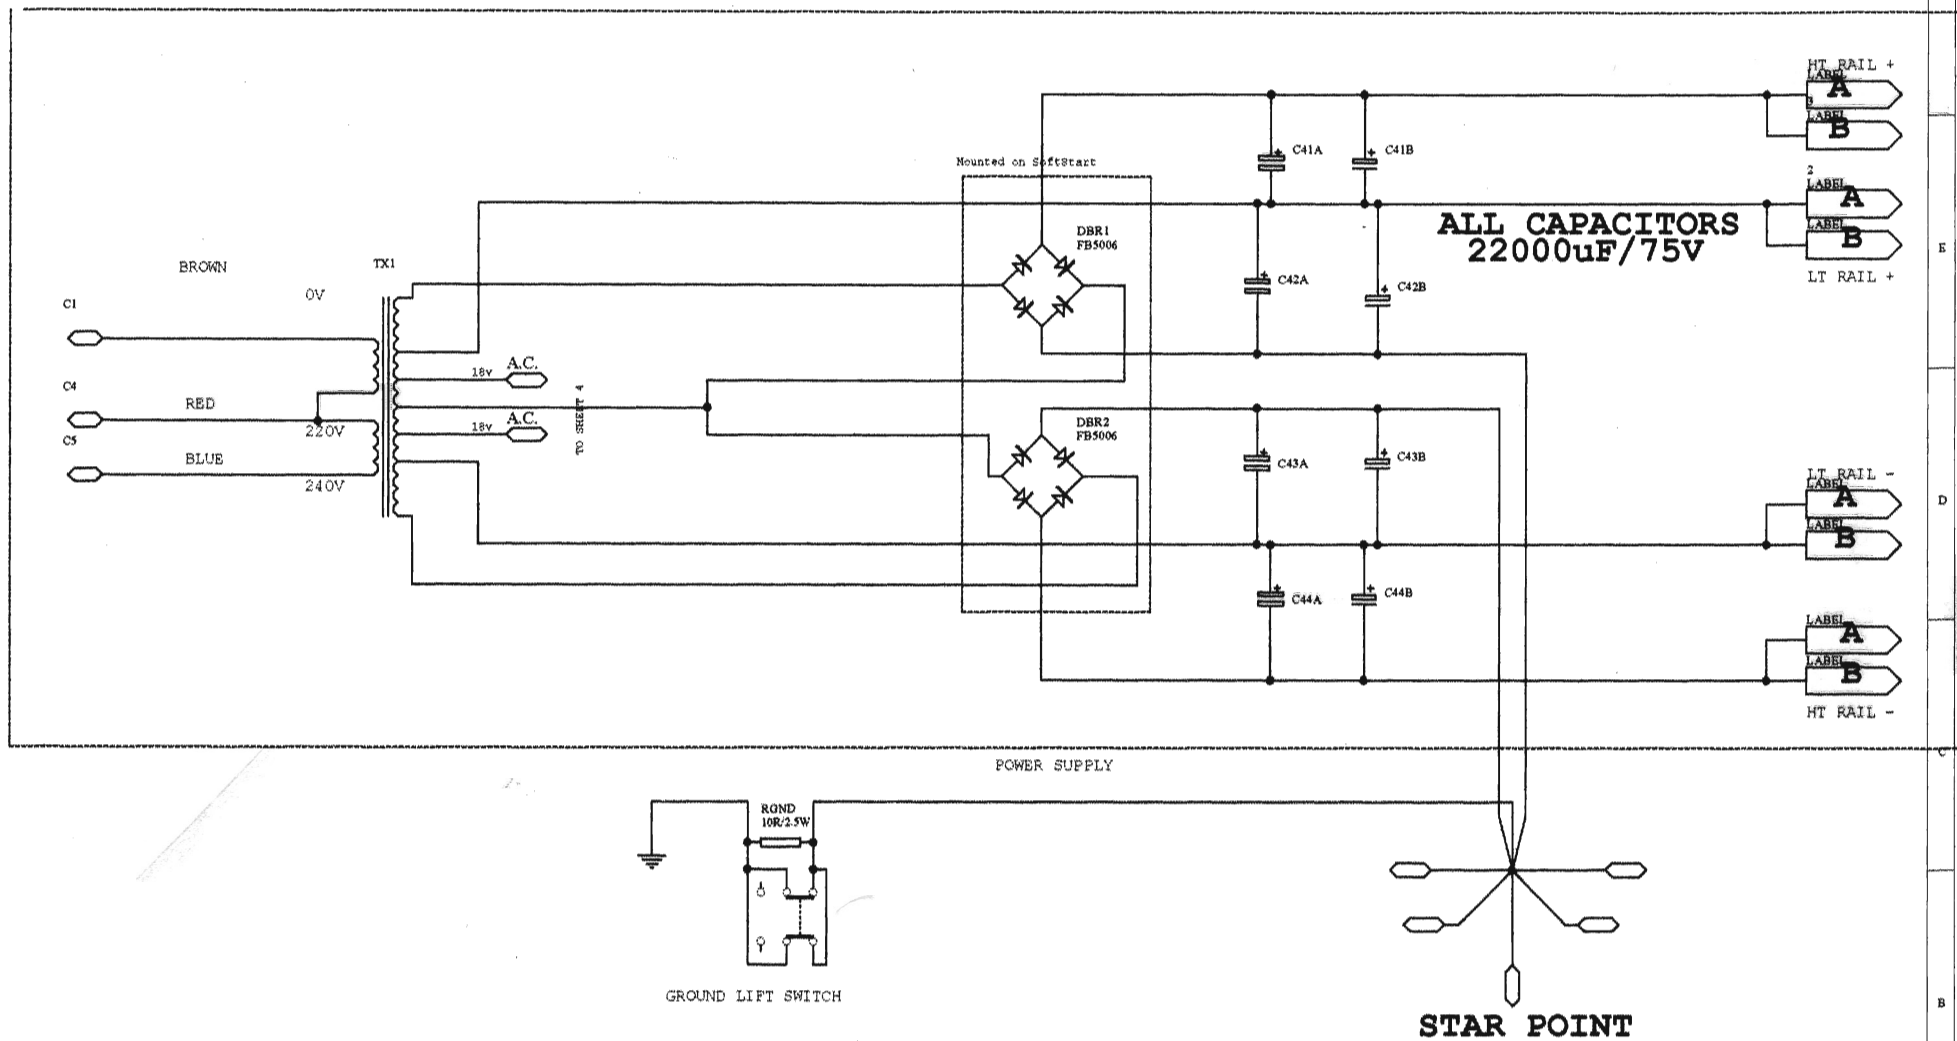 HT RAIL +
LABEL
A
3
LABEL
B
Mounted on SoftStart
C41A
C41B
2
LABEL
A
ALL CAPACITORS
22000uF/75V
LABEL
B
LT RAIL +
E
DBR1
FB5006
BROWN
TX1
0V
C1
C42A
C42B
18v
A.C.
C4
RED
TO SHEET 4
18v
A.C.
220V
C5
BLUE
240V
DBR2
FB5006
C43A
C43B
LT RAIL -
LABEL
A
D
LABEL
B
C44A
C44B
LABEL
A
LABEL
B
HT RAIL -
C
POWER SUPPLY
RGND
10R/2.5W
GROUND LIFT SWITCH
B
STAR POINT